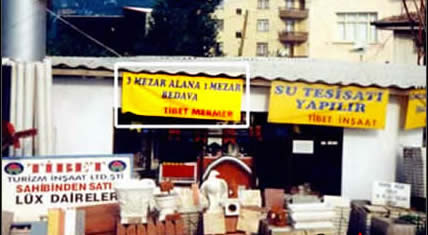 3 MEZAR ALANA 1 MEZAR
BEDAVA
TİBET MERMER
SU TESİSATI
YAPILIR
TİBET İNŞAAT
TİBET
TURİZM İNŞAAT LTD.ŞTİ
SAHİBİNDEN SATI
LÜX DAİRELER